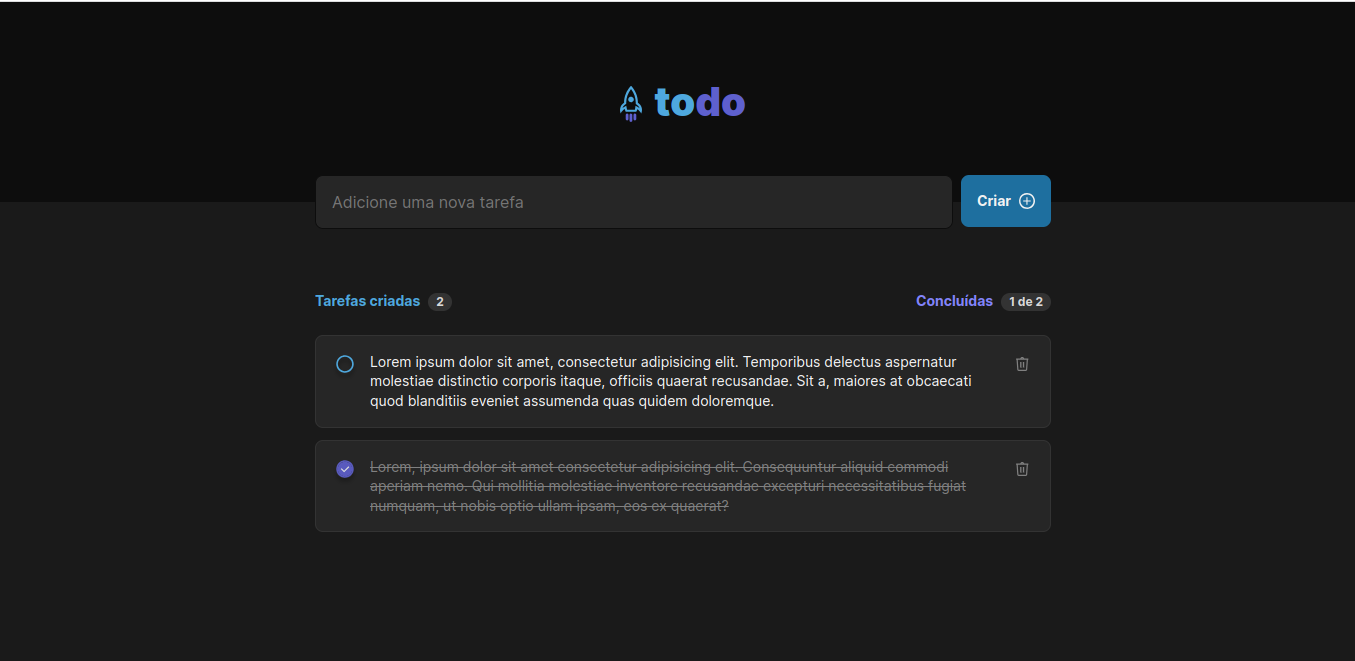 todo
Adicione uma nova tarefa
Criar
Tarefas criadas 2
Concluídas 1 de 2
Lorem ipsum dolor sit amet, consectetur adipisicing elit. Temporibus delectus aspernatur
molestiae distinctio corporis itaque, officiis quaerat recusandae. Sit a, maiores at obcaecati
quod blanditiis eveniet assumenda quas quidem doloremque.
Lorem, ipsum dolor sit amet consectetur adipisicing elit. Consequuntur aliquid commodi
aperiam nemo. Qui mollitia molestiae inventore recusandae excepturi necessitatibus fugiat
numquam, ut nobis optio ullam ipsam, eos ex quaerat?